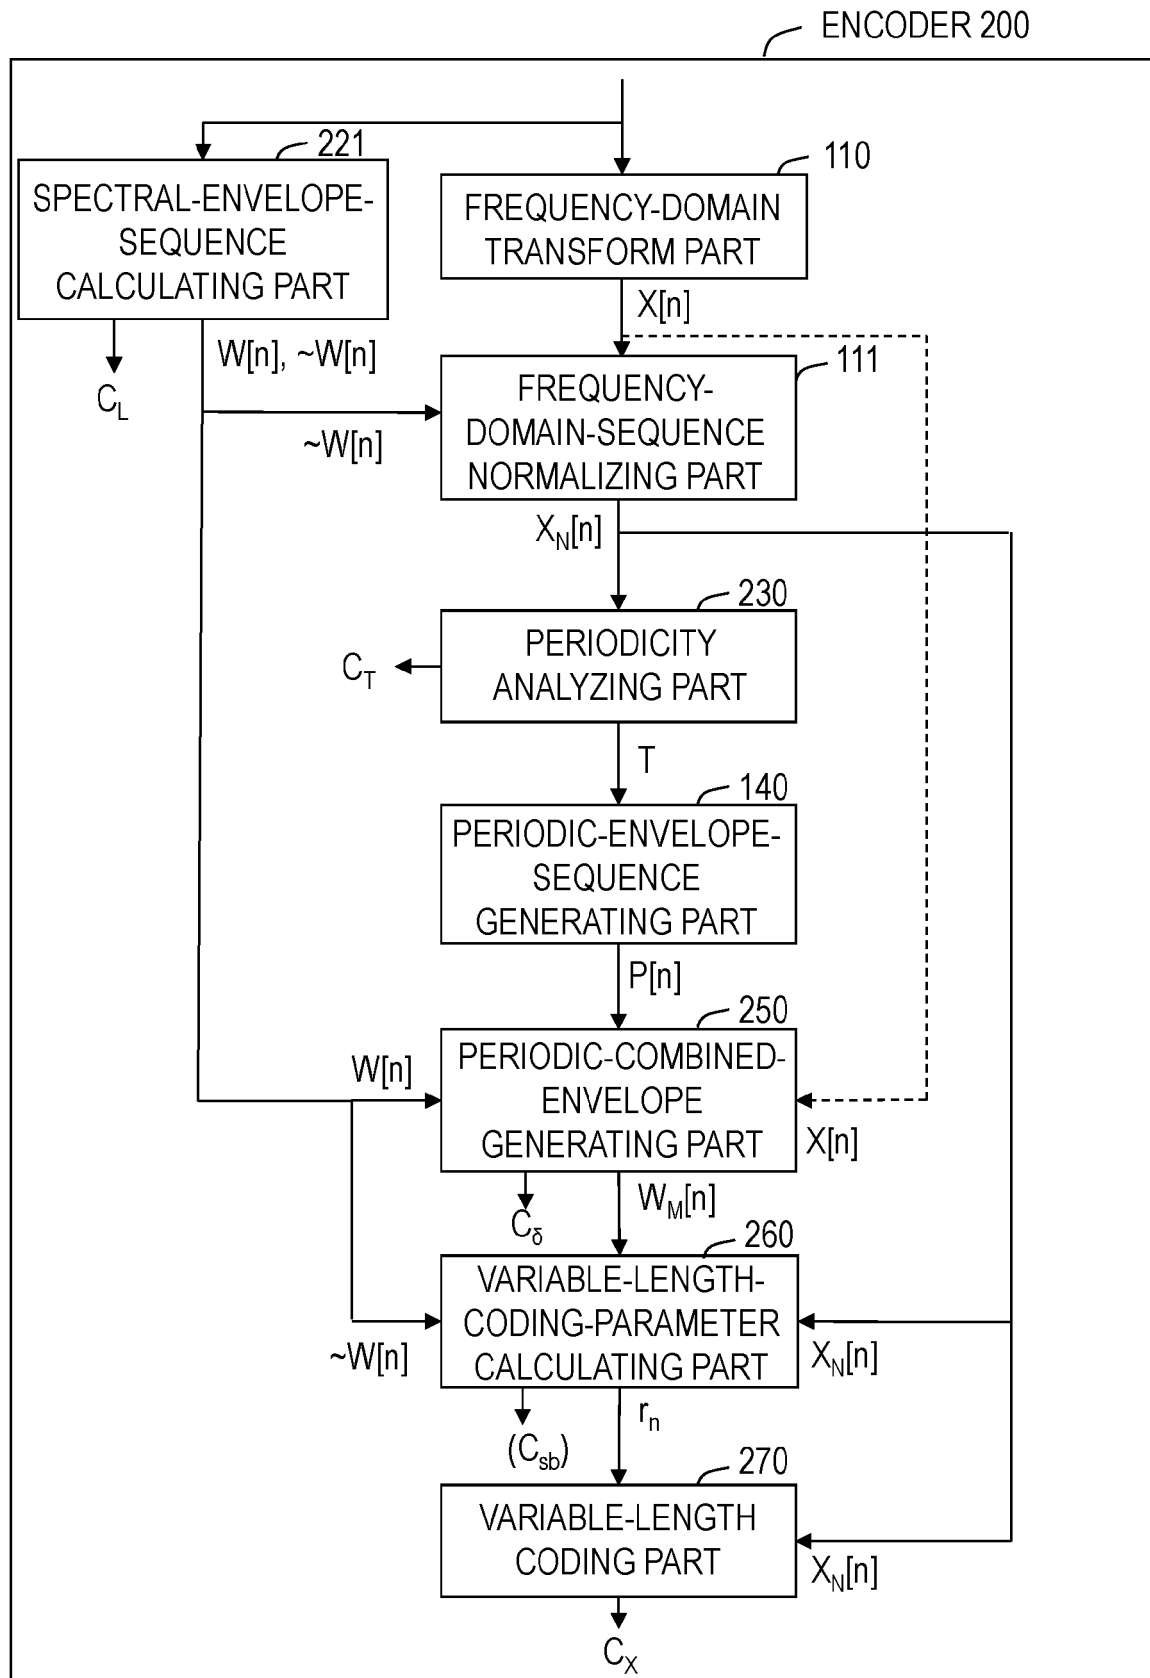 ENCODER 200
221
SPECTRAL-ENVELOPE-
SEQUENCE
CALCULATING PART
110
FREQUENCY-DOMAIN
TRANSFORM PART
X[n]
W[n], ~W[n]
C_L
~W[n]
111
FREQUENCY-
DOMAIN-SEQUENCE
NORMALIZING PART
X_N[n]
230
PERIODICITY
ANALYZING PART
C_T
T
140
PERIODIC-ENVELOPE-
SEQUENCE
GENERATING PART
P[n]
250
PERIODIC-COMBINED-
ENVELOPE
GENERATING PART
W[n]
X[n]
C_δ
W_M[n]
260
VARIABLE-LENGTH-
CODING-PARAMETER
CALCULATING PART
~W[n]
X_N[n]
(C_sb)
r_n
270
VARIABLE-LENGTH
CODING PART
X_N[n]
C_X